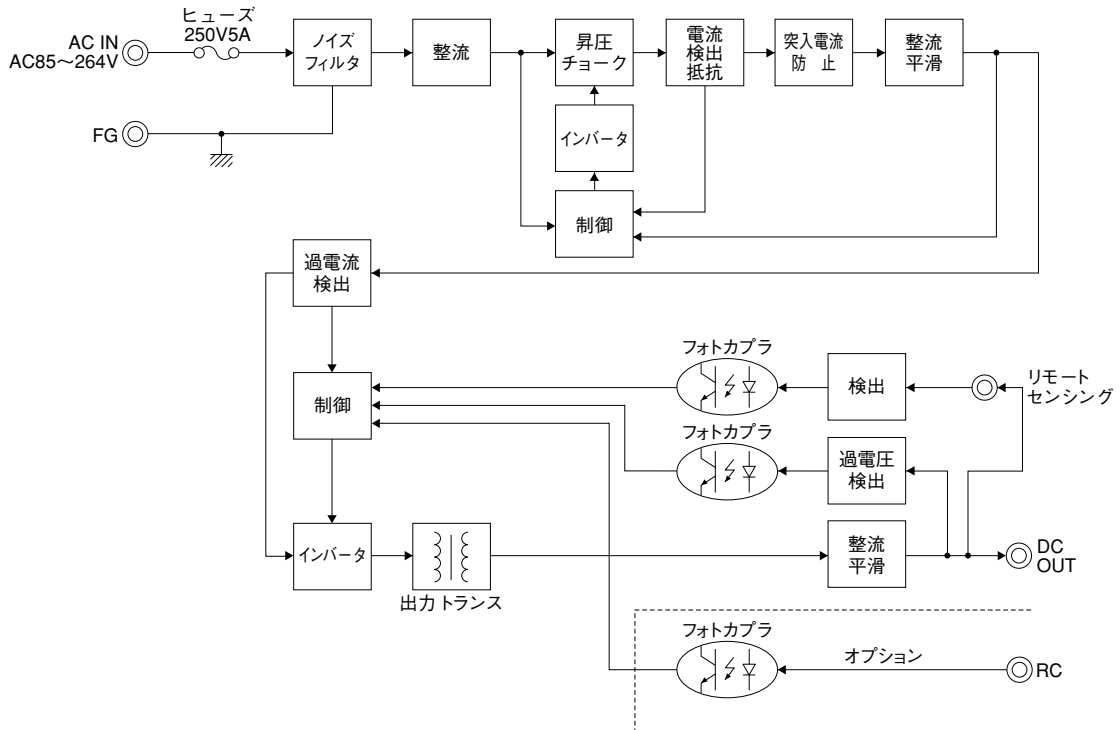 ヒューズ
250V5A
AC IN
AC85～264V
FG
ノイズ
フィルタ
整流
昇圧
チョーク
電流
検出
抵抗
突入電流
防　止
整流
平滑
インバータ
制御
過電流
検出
制御
フォトカプラ
検出
リモート
センシング
フォトカプラ
過電圧
検出
インバータ
出力トランス
整流
平滑
DC
OUT
フォトカプラ
オプション
RC